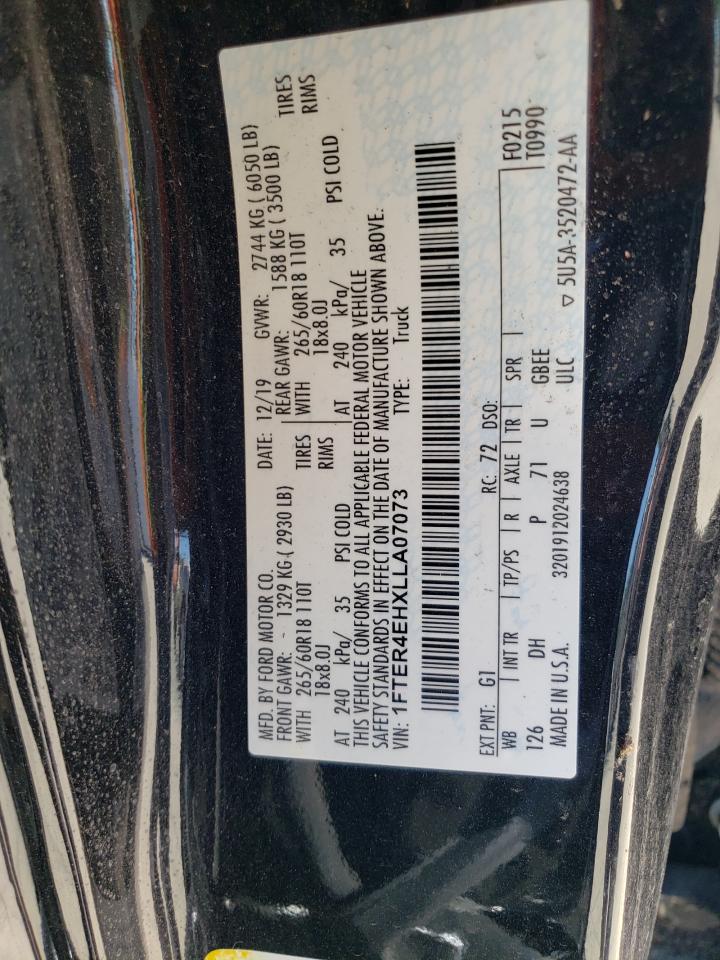 MFD. BY FORD MOTOR CO. DATE: 12/19 GVWR: 2744 KG ( 6050 LB)
FRONT GAWR: - 1329 KG ( 2930 LB) REAR GAWR: 1588 KG ( 3500 LB)
WITH 265/60R18 110T TIRES WITH 265/60R18 110T TIRES
18x8.0J RIMS 18x8.0J RIMS
AT 240 kPa/ 35 PSI COLD AT 240 kPa/ 35 PSI COLD
THIS VEHICLE CONFORMS TO ALL APPLICABLE FEDERAL MOTOR VEHICLE
SAFETY STANDARDS IN EFFECT ON THE DATE OF MANUFACTURE SHOWN ABOVE.
VIN: 1FTER4EHXLLA07073 TYPE: Truck
EXT PNT: G1 RC: 72 DSO: F0215
WB INT TR TP/PS R AXLE TR SPR T0990
126 DH P 71 U GBEE
MADE IN U.S.A. 3201912024638 ULC ▽ 5U5A-3520472-AA